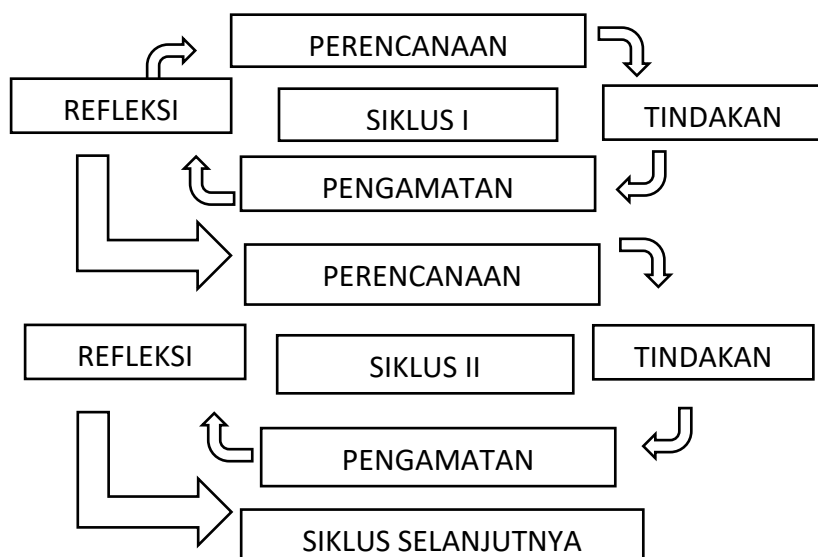 PERENCANAAN
REFLEKSI
SIKLUS I
TINDAKAN
PENGAMATAN
PERENCANAAN
REFLEKSI
SIKLUS II
TINDAKAN
PENGAMATAN
SIKLUS SELANJUTNYA